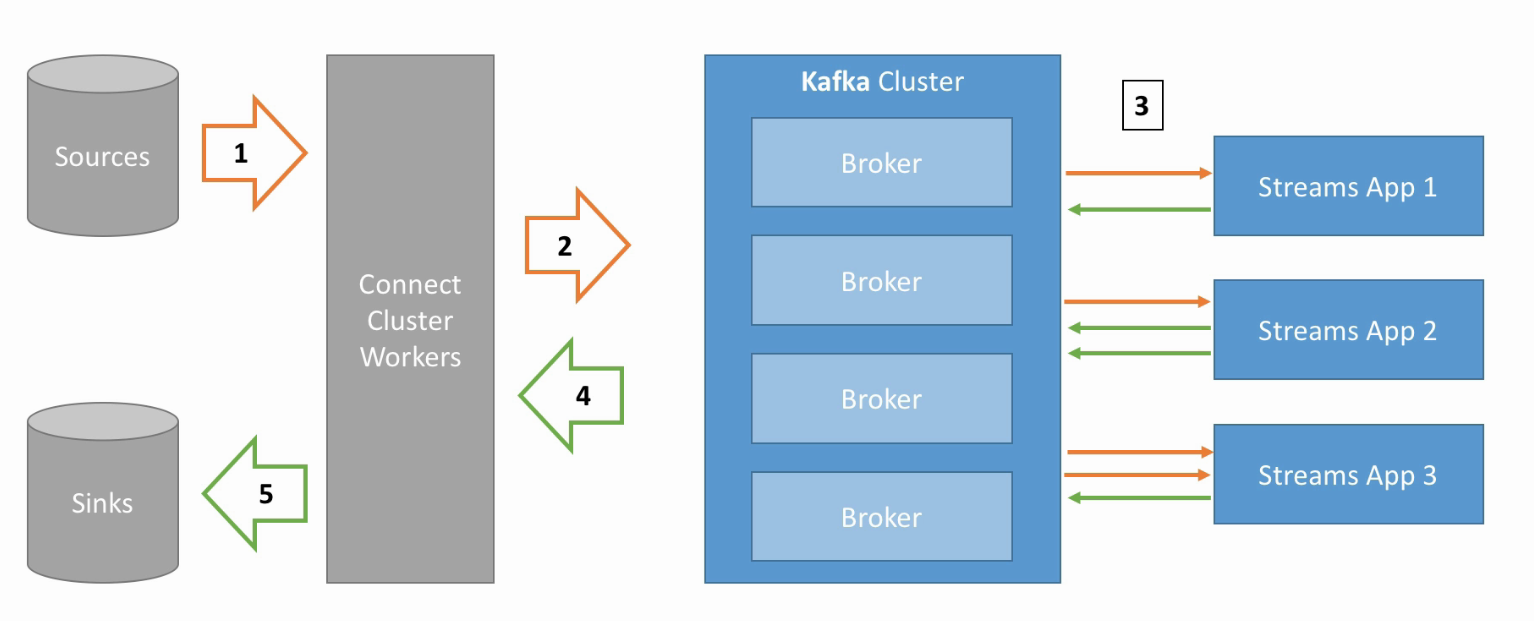 Sources
1
Connect
Cluster
Workers
2
4
Sinks
5
Kafka Cluster
Broker
Broker
Broker
Broker
3
Streams App 1
Streams App 2
Streams App 3